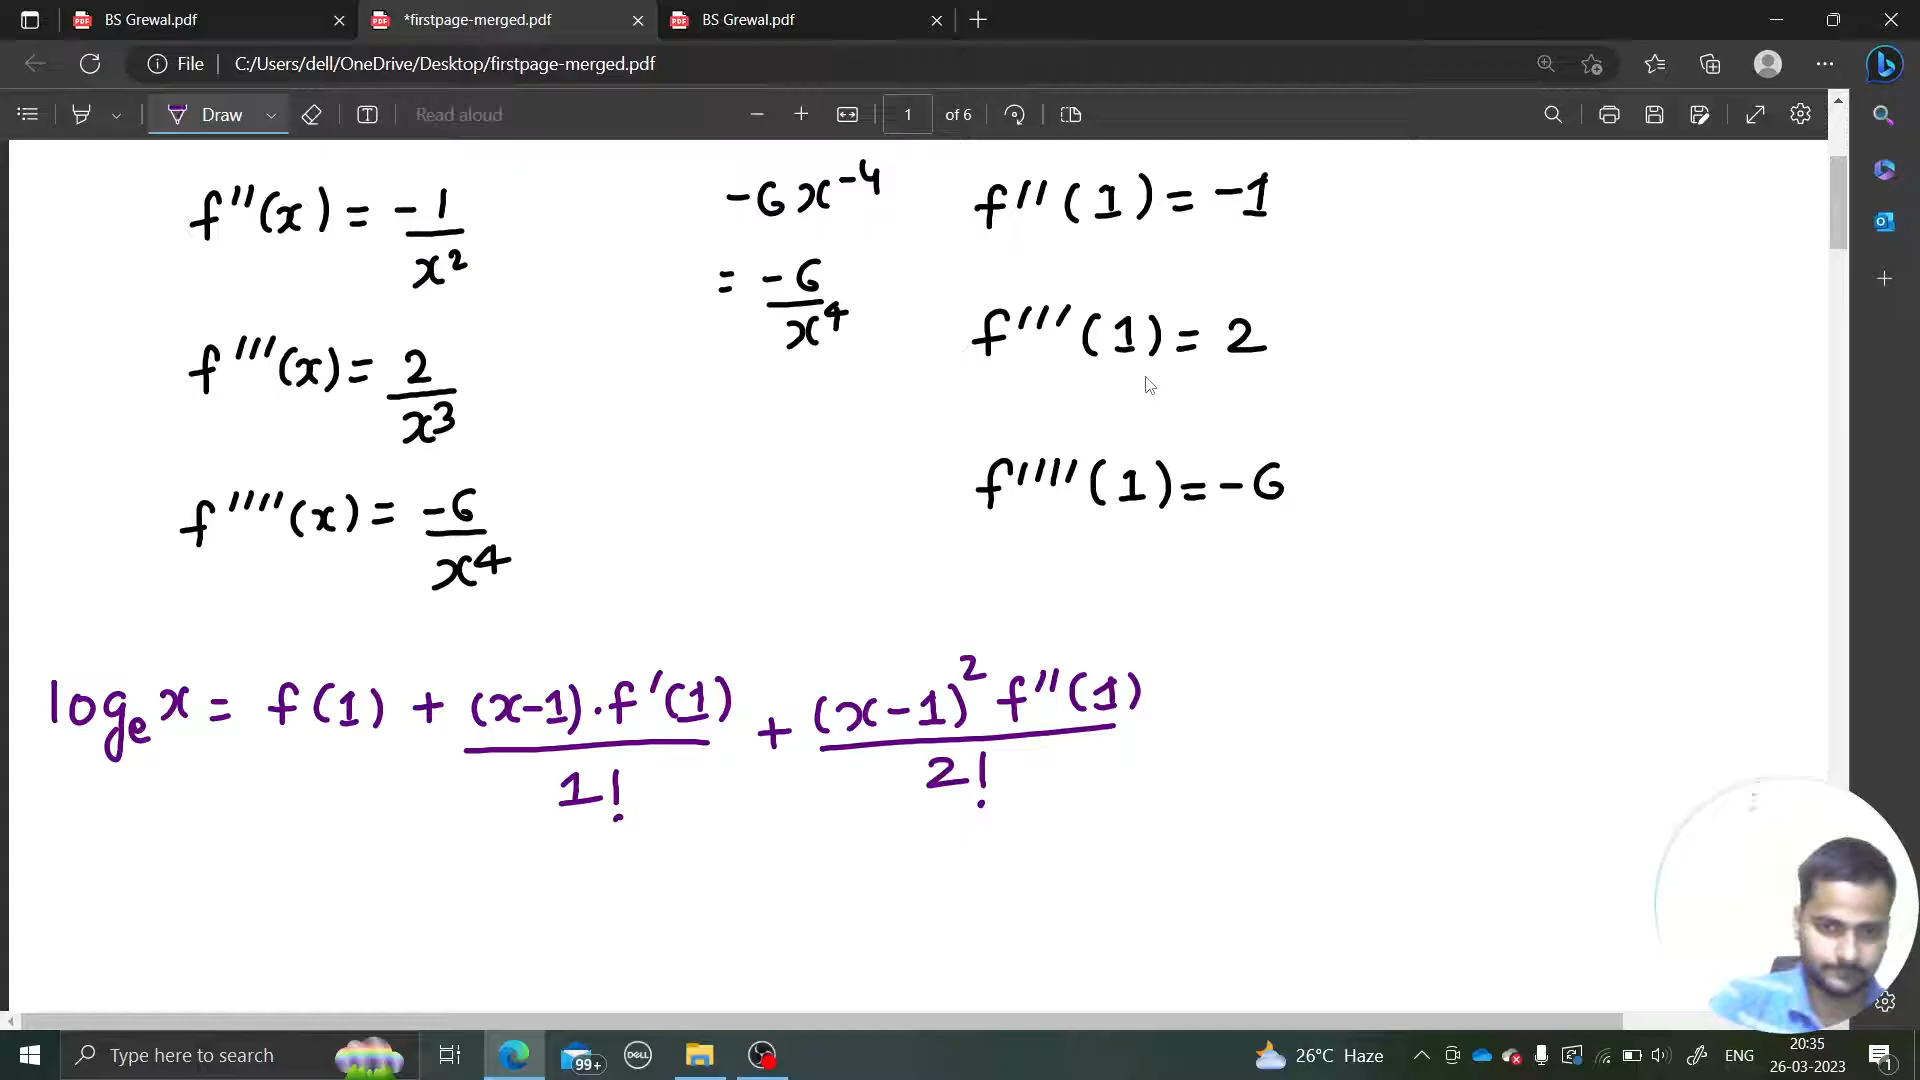 BS Grewal.pdf
*firstpage-merged.pdf
BS Grewal.pdf
File
C:/Users/dell/OneDrive/Desktop/firstpage-merged.pdf
Draw
Read aloud
1 of 6
f''(x) = -1/x²
-6x⁻⁴
= -6/x⁴
f''(1) = -1
f'''(x) = 2/x³
f'''(1) = 2
f''''(x) = -6/x⁴
f''''(1) = -6
logₑx = f(1) + (x-1)·f'(1)/1! + (x-1)² f''(1)/2!
Type here to search
99+
DELL
26°C Haze
ENG
20:35
26-03-2023
1